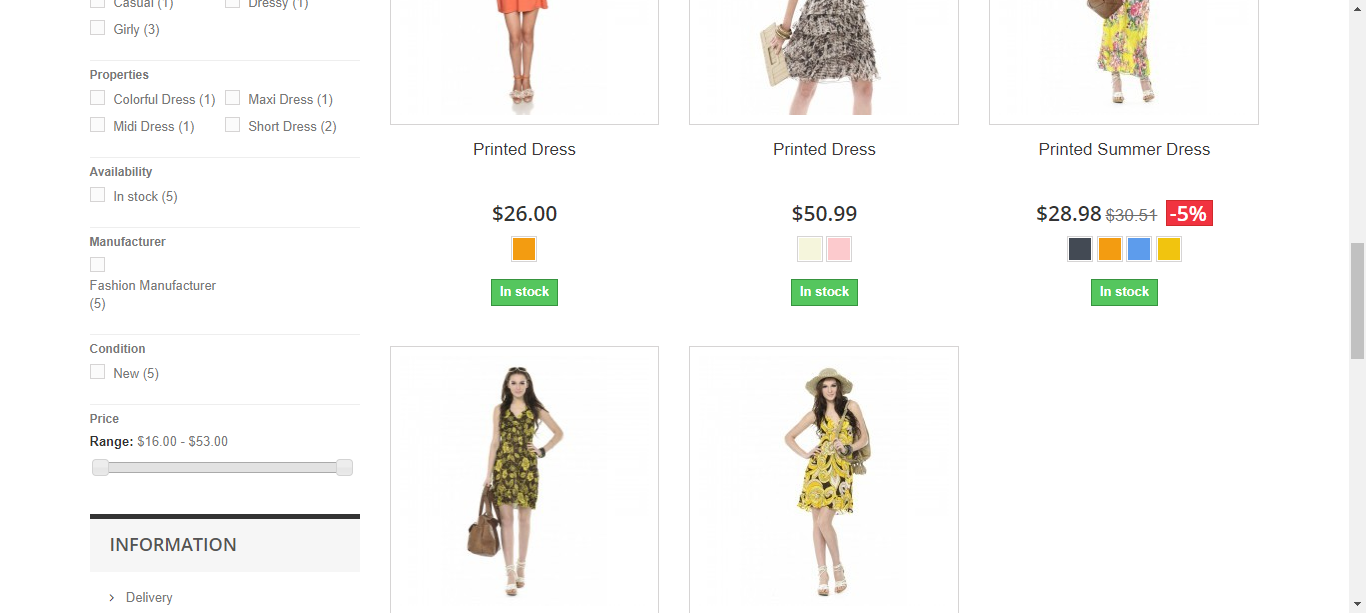 Casual (1) Dressy (1)
Girly (3)
Properties
Colorful Dress (1) Maxi Dress (1)
Midi Dress (1) Short Dress (2)
Availability
In stock (5)
Manufacturer
Fashion Manufacturer
(5)
Condition
New (5)
Price
Range: $16.00 - $53.00
INFORMATION
Delivery
Printed Dress
$26.00
In stock
Printed Dress
$50.99
In stock
Printed Summer Dress
$28.98 $30.51 -5%
In stock